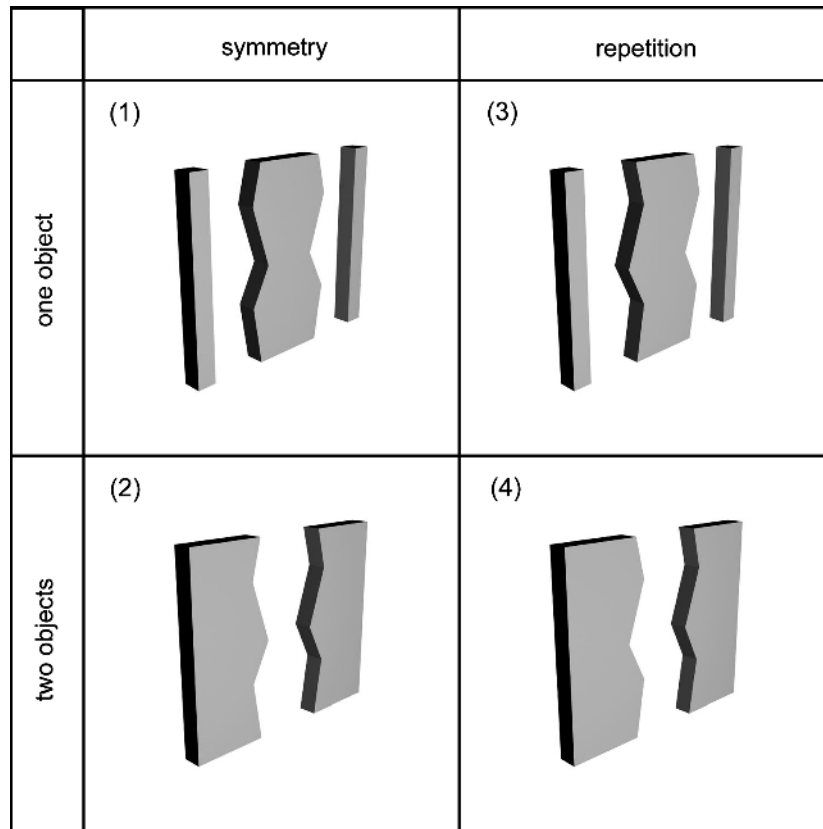 symmetry
repetition
one object
(1)
(3)
two objects
(2)
(4)